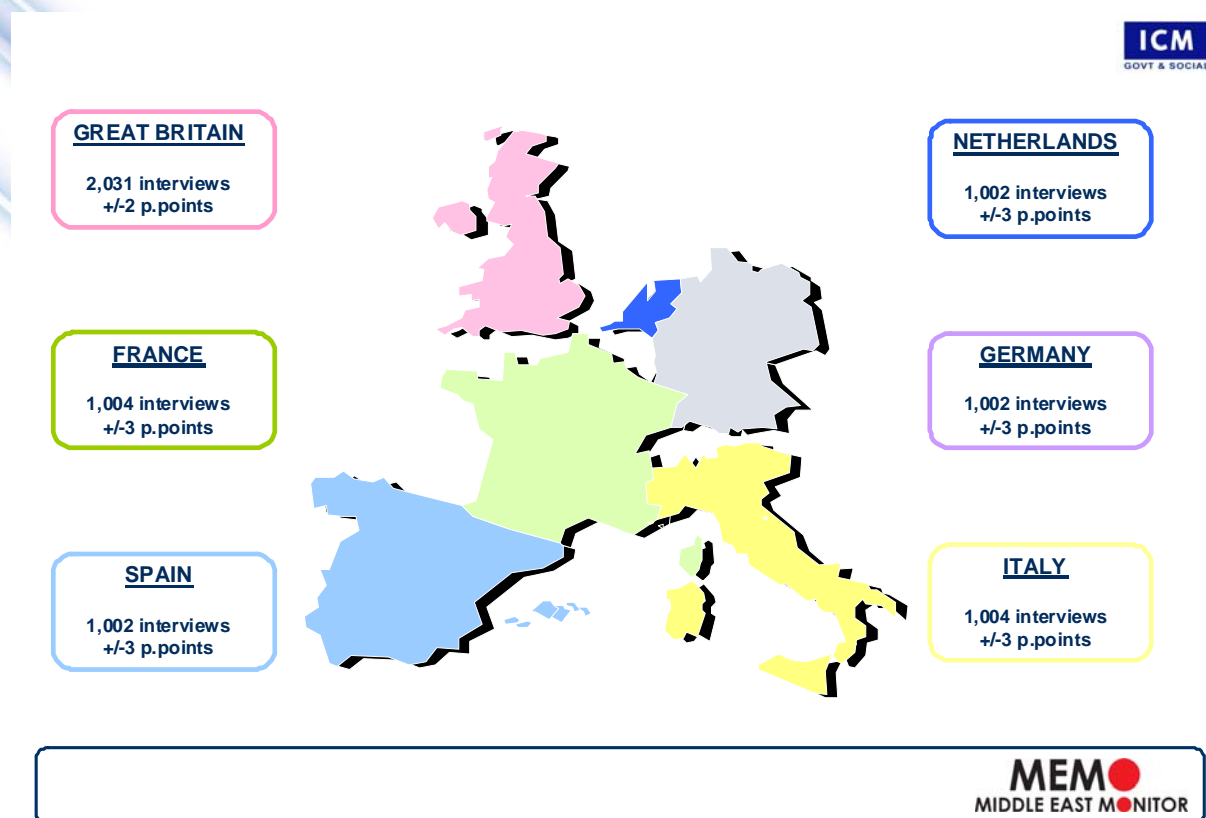 ICM
GOVT & SOCIAL
GREAT BRITAIN
2,031 interviews
+/-2 p.points
NETHERLANDS
1,002 interviews
+/-3 p.points
FRANCE
1,004 interviews
+/-3 p.points
GERMANY
1,002 interviews
+/-3 p.points
SPAIN
1,002 interviews
+/-3 p.points
ITALY
1,004 interviews
+/-3 p.points
MEMO
MIDDLE EAST MONITOR